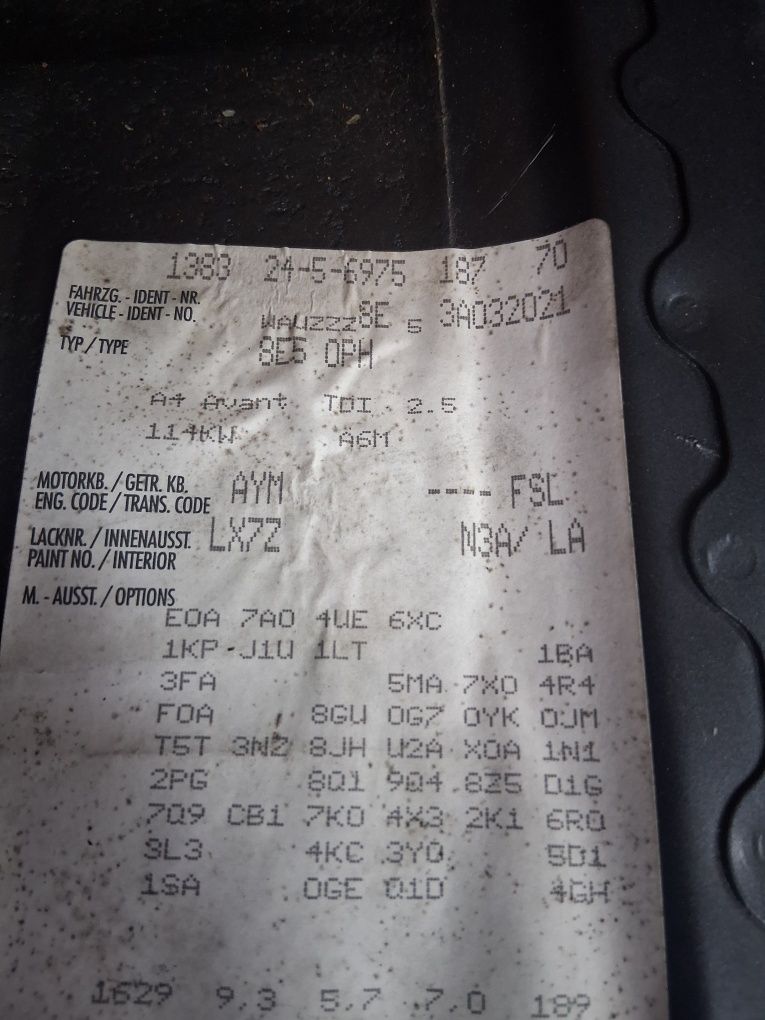 1383 24-5-6975 187 70
FAHRZG. - IDENT - NR.
VEHICLE - IDENT - NO. WAUZZZ8E 5 3A032021
TYP / TYPE 8E5 0PH
A4 Avant TDI 2.5
114KW A6M
MOTORKB. / GETR. KB.
ENG. CODE / TRANS. CODE AYM ---- FSL
LACKNR. / INNENAUSST.
PAINT NO. / INTERIOR LX7Z N3A/ LA
M. - AUSST. / OPTIONS
E0A 7A0 4UE 6XC
1KP J1U 1LT 1BA
3FA 5MA 7X0 4R4
F0A 8GU 0G7 0YK 0JM
T5T 3NZ 8JH U2A X0A 1N1
2PG 8Q1 9Q4 8Z5 D1G
7Q9 CB1 7K0 4X3 2K1 6R0
3L3 4KC 3Y0 5D1
1SA 0GE Q1D 4GH
1629 9,3 5,7 7,0 189